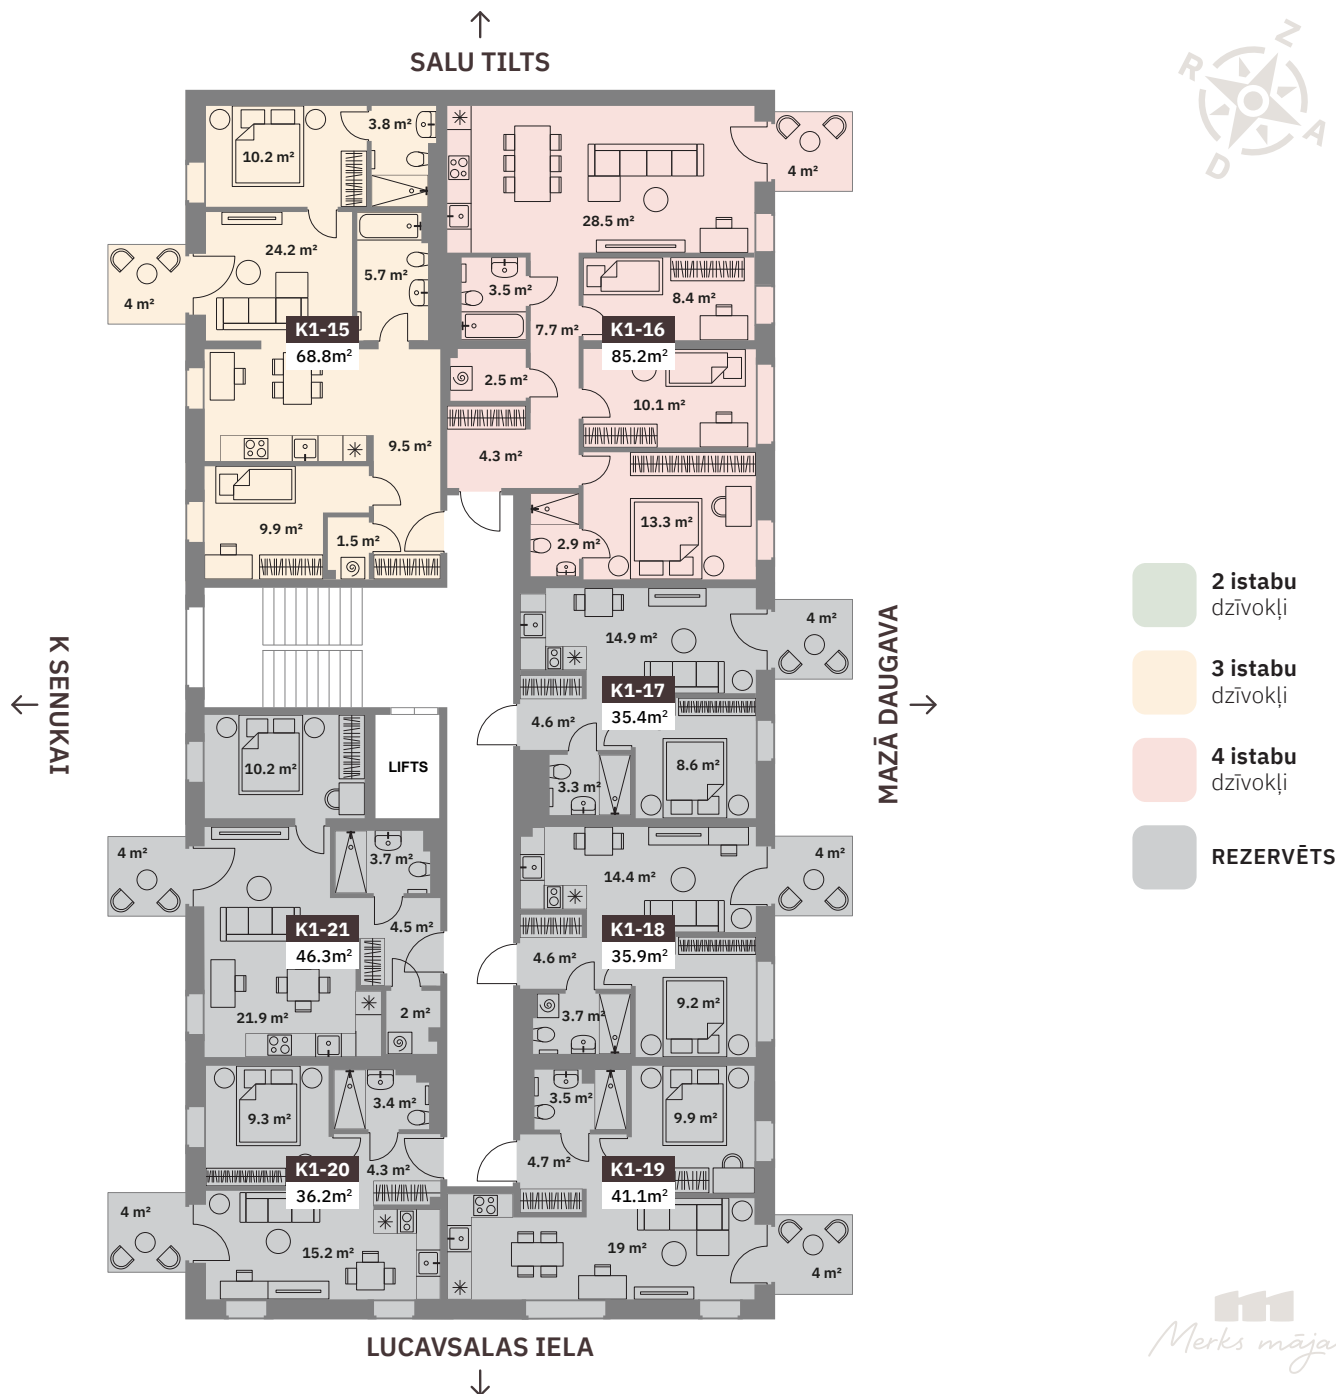 SALU TILTS
Z
R
A
D
3.8 m²
10.2 m²
4 m²
28.5 m²
24.2 m²
5.7 m²
4 m²
3.5 m²
8.4 m²
7.7 m²
K1-15
68.8m²
K1-16
85.2m²
2.5 m²
10.1 m²
9.5 m²
4.3 m²
9.9 m²
1.5 m²
13.3 m²
2.9 m²
K SENUKAI
MAZĀ DAUGAVA
2 istabu
dzīvokļi
3 istabu
dzīvokļi
4 istabu
dzīvokļi
REZERVĒTS
4 m²
14.9 m²
K1-17
35.4m²
4.6 m²
8.6 m²
3.3 m²
10.2 m²
LIFTS
4 m²
3.7 m²
4 m²
14.4 m²
4.5 m²
K1-21
46.3m²
K1-18
35.9m²
4.6 m²
9.2 m²
21.9 m²
2 m²
3.7 m²
9.3 m²
3.4 m²
3.5 m²
9.9 m²
4.3 m²
4.7 m²
K1-20
36.2m²
K1-19
41.1m²
4 m²
15.2 m²
19 m²
4 m²
LUCAVSALAS IELA
Merks māja